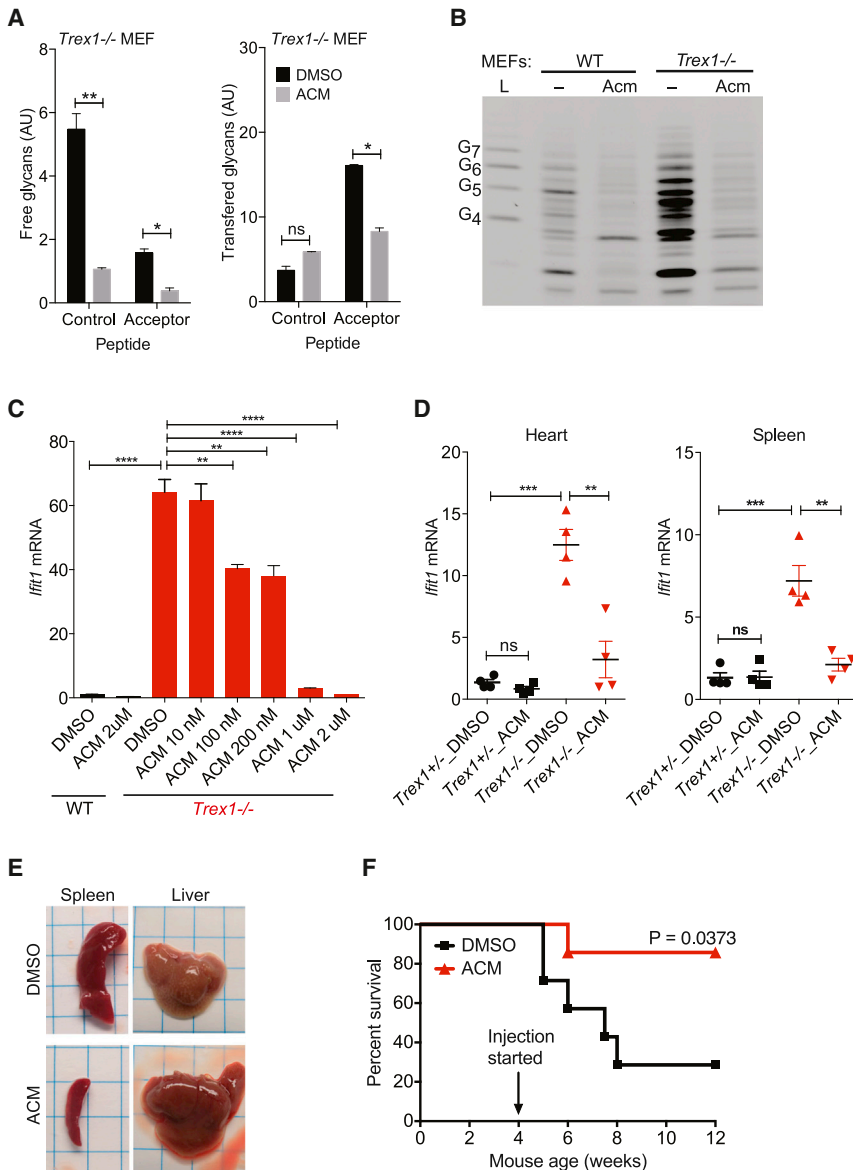 A
Trex1-/- MEF
Free glycans (AU)
8
6
4
2
0
**
*
Control Acceptor
Peptide
Trex1-/- MEF
DMSO
ACM
Transfered glycans (AU)
30
20
10
0
ns
*
Control Acceptor
Peptide
B
MEFs: WT Trex1-/-
L – Acm – Acm
G7
G6
G5
G4
C
Ifit1 mRNA
80
60
40
20
0
****
****
****
**
**
DMSO
ACM 2uM
DMSO
ACM 10 nM
ACM 100 nM
ACM 200 nM
ACM 1 uM
ACM 2 uM
WT Trex1-/-
D
Heart
Ifit1 mRNA
20
15
10
5
0
***
**
ns
Trex1+/-_DMSO
Trex1+/-_ACM
Trex1-/-_DMSO
Trex1-/-_ACM
Spleen
Ifit1 mRNA
15
10
5
0
***
**
ns
Trex1+/-_DMSO
Trex1+/-_ACM
Trex1-/-_DMSO
Trex1-/-_ACM
E
Spleen Liver
DMSO
ACM
F
Percent survival
100
80
60
40
20
0
DMSO
ACM
P = 0.0373
Injection
started
0 2 4 6 8 10 12
Mouse age (weeks)